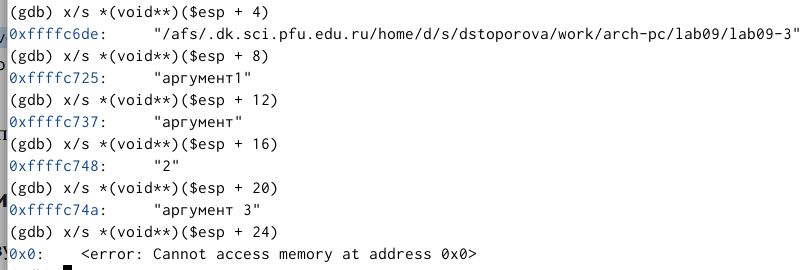 (gdb) x/s *(void**)($esp + 4)
0xffffc6de:     "/afs/.dk.sci.pfu.edu.ru/home/d/s/dstoporova/work/arch-pc/lab09/lab09-3"
(gdb) x/s *(void**)($esp + 8)
0xffffc725:     "аргумент1"
(gdb) x/s *(void**)($esp + 12)
0xffffc737:     "аргумент"
(gdb) x/s *(void**)($esp + 16)
0xffffc748:     "2"
(gdb) x/s *(void**)($esp + 20)
0xffffc74a:     "аргумент 3"
(gdb) x/s *(void**)($esp + 24)
0x0:    <error: Cannot access memory at address 0x0>